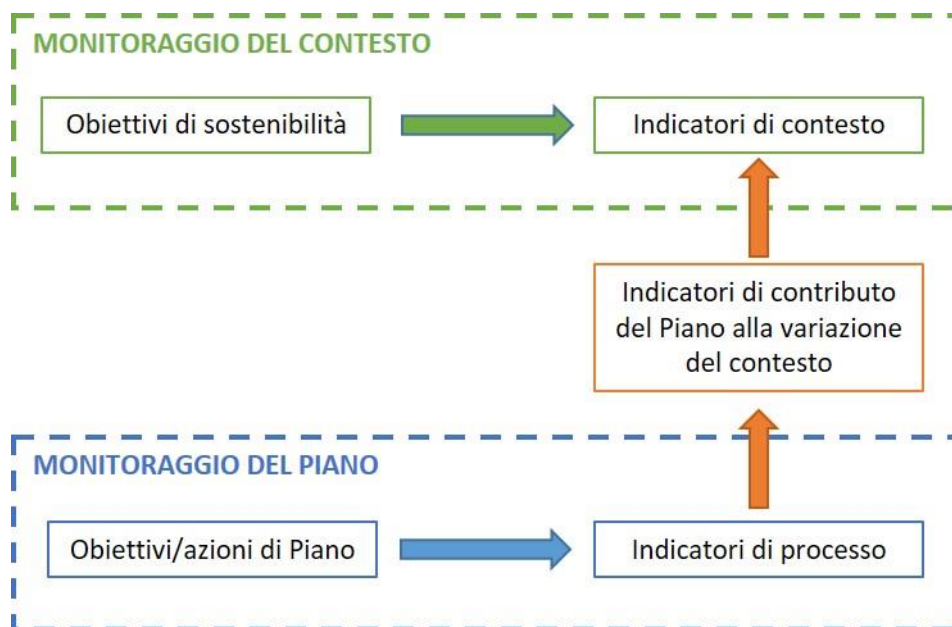 MONITORAGGIO DEL CONTESTO
Obiettivi di sostenibilità
Indicatori di contesto
Indicatori di contributo
del Piano alla variazione
del contesto
MONITORAGGIO DEL PIANO
Obiettivi/azioni di Piano
Indicatori di processo